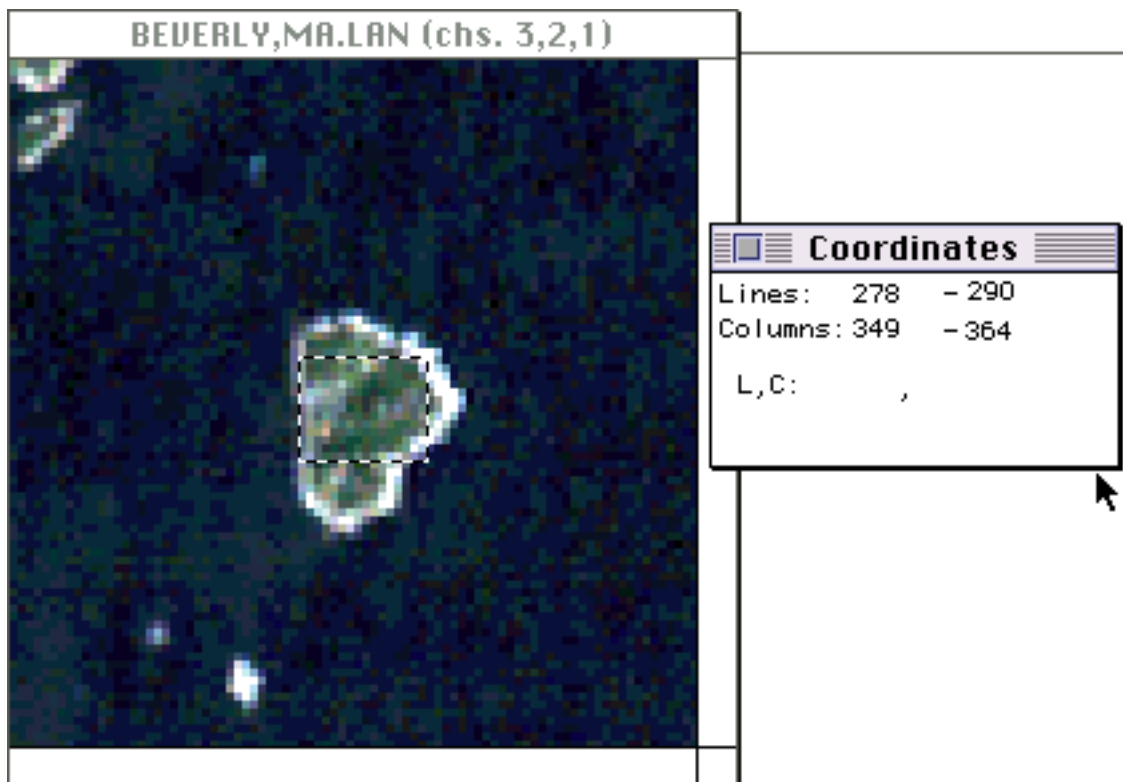 BEVERLY,MA.LAN (chs. 3,2,1)
Coordinates
Lines: 278 - 290
Columns: 349 - 364
L,C: ,